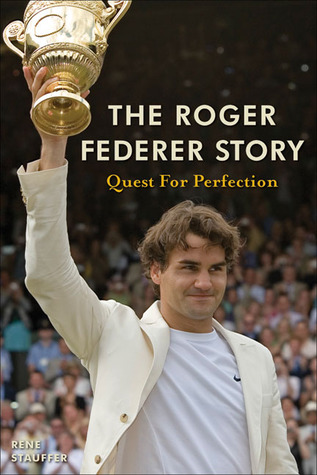 THE ROGER
FEDERER STORY
Quest For Perfection
RENE
STAUFFER